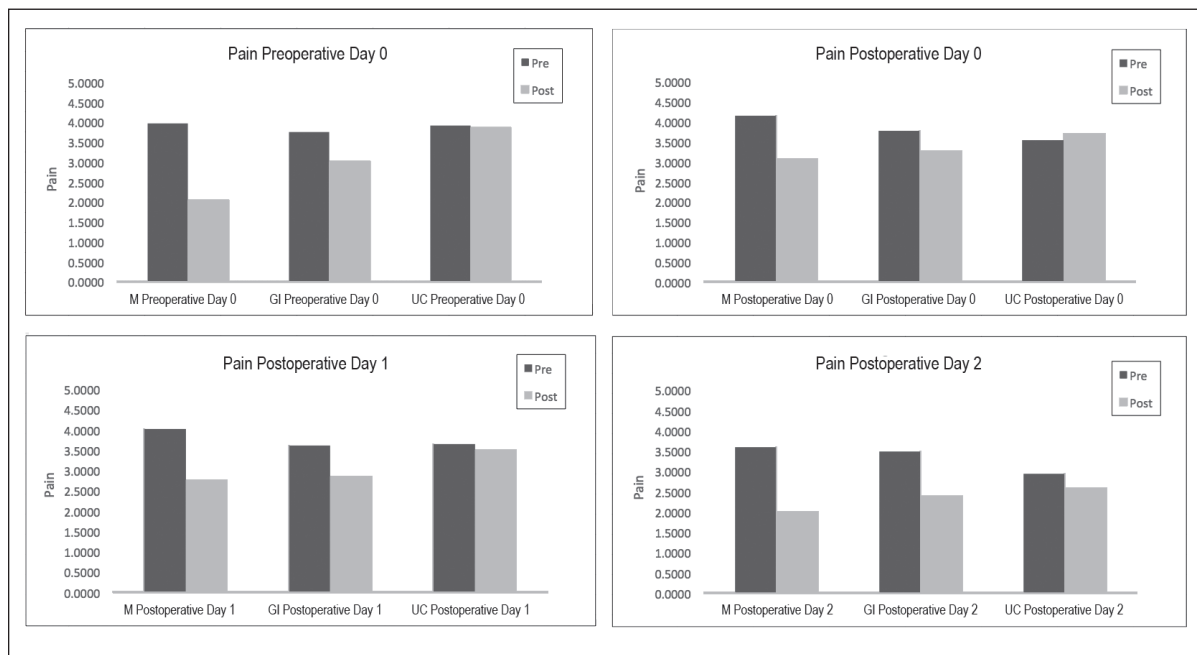 Pain Preoperative Day 0
Pre
Post
5.0000
4.5000
4.0000
3.5000
3.0000
2.5000
2.0000
1.5000
1.0000
0.5000
0.0000
Pain
M Preoperative Day 0 GI Preoperative Day 0 UC Preoperative Day 0
Pain Postoperative Day 0
Pre
Post
5.0000
4.5000
4.0000
3.5000
3.0000
2.5000
2.0000
1.5000
1.0000
0.5000
0.0000
Pain
M Postoperative Day 0 GI Postoperative Day 0 UC Postoperative Day 0
Pain Postoperative Day 1
Pre
Post
5.0000
4.5000
4.0000
3.5000
3.0000
2.5000
2.0000
1.5000
1.0000
0.5000
0.0000
Pain
M Postoperative Day 1 GI Postoperative Day 1 UC Postoperative Day 1
Pain Postoperative Day 2
Pre
Post
5.0000
4.5000
4.0000
3.5000
3.0000
2.5000
2.0000
1.5000
1.0000
0.5000
0.0000
Pain
M Postoperative Day 2 GI Postoperative Day 2 UC Postoperative Day 2